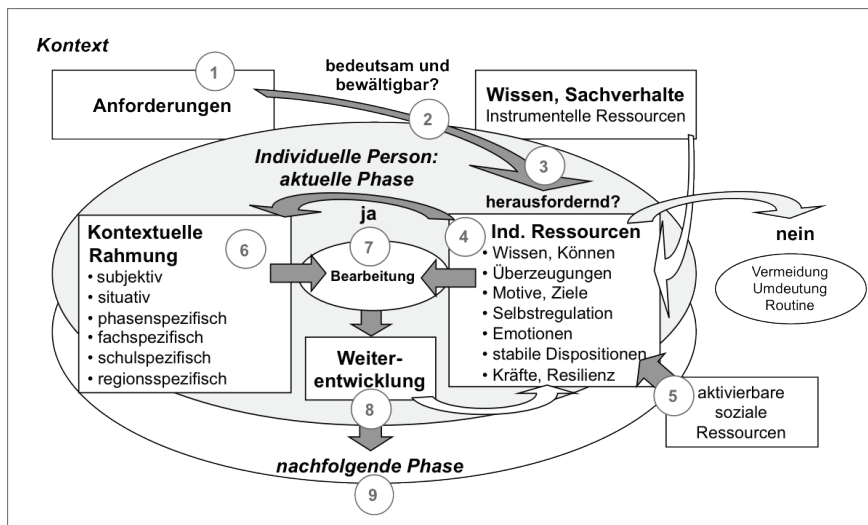 Kontext
1
Anforderungen
bedeutsam und
bewältigbar?
2
Wissen, Sachverhalte
Instrumentelle Ressourcen
3
Individuelle Person:
aktuelle Phase
herausfordernd?
ja
nein
Vermeidung
Umdeutung
Routine
4
Ind. Ressourcen
• Wissen, Können
• Überzeugungen
• Motive, Ziele
• Selbstregulation
• Emotionen
• stabile Dispositionen
• Kräfte, Resilienz
5
aktivierbare
soziale
Ressourcen
Kontextuelle
Rahmung
6
• subjektiv
• situativ
• phasenspezifisch
• fachspezifisch
• schulspezifisch
• regionsspezifisch
7
Bearbeitung
Weiter-
entwicklung
8
nachfolgende Phase
9